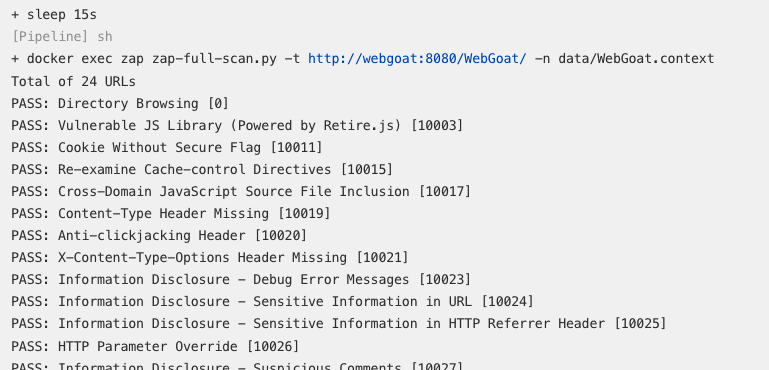 + sleep 15s
[Pipeline] sh
+ docker exec zap zap-full-scan.py -t http://webgoat:8080/WebGoat/ -n data/WebGoat.context
Total of 24 URLs
PASS: Directory Browsing [0]
PASS: Vulnerable JS Library (Powered by Retire.js) [10003]
PASS: Cookie Without Secure Flag [10011]
PASS: Re-examine Cache-control Directives [10015]
PASS: Cross-Domain JavaScript Source File Inclusion [10017]
PASS: Content-Type Header Missing [10019]
PASS: Anti-clickjacking Header [10020]
PASS: X-Content-Type-Options Header Missing [10021]
PASS: Information Disclosure - Debug Error Messages [10023]
PASS: Information Disclosure - Sensitive Information in URL [10024]
PASS: Information Disclosure - Sensitive Information in HTTP Referrer Header [10025]
PASS: HTTP Parameter Override [10026]
PASS: Information Disclosure - Suspicious Comments [10027]